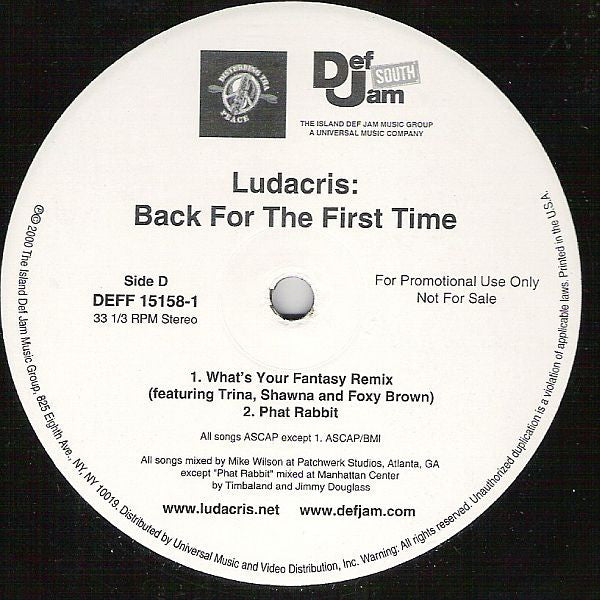 DISTURBING THA
PEACE
Def
SOUTH
Jam
THE ISLAND DEF JAM MUSIC GROUP
A UNIVERSAL MUSIC COMPANY
Ludacris:
Back For The First Time
Side D
DEFF 15158-1
33 1/3 RPM Stereo
For Promotional Use Only
Not For Sale
1. What's Your Fantasy Remix
(featuring Trina, Shawna and Foxy Brown)
2. Phat Rabbit
All songs ASCAP except 1. ASCAP/BMI
All songs mixed by Mike Wilson at Patchwerk Studios, Atlanta, GA
except "Phat Rabbit" mixed at Manhattan Center
by Timbaland and Jimmy Douglass
www.ludacris.net www.defjam.com
℗© 2000 The Island Def Jam Music Group, 825 Eighth Ave., NY, NY 10019. Distributed by Universal Music and Video Distribution, Inc. Warning: All rights reserved. Unauthorized duplication is a violation of applicable laws. Printed in the U.S.A.